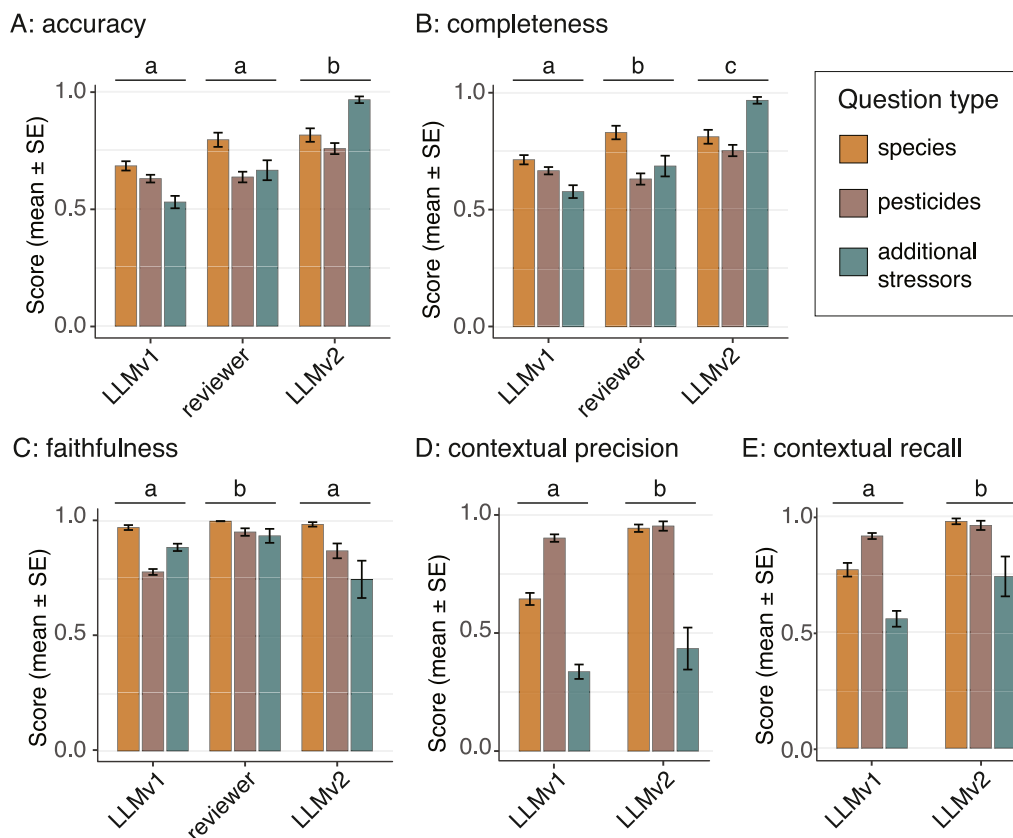 A: accuracy
a a b
Score (mean ± SE)
1.0
0.5
0.0
LLMv1 reviewer LLMv2
B: completeness
a b c
Score (mean ± SE)
1.0
0.5
0.0
LLMv1 reviewer LLMv2
Question type
species
pesticides
additional
stressors
C: faithfulness
a b a
Score (mean ± SE)
1.0
0.5
0.0
LLMv1 reviewer LLMv2
D: contextual precision
a b
Score (mean ± SE)
1.0
0.5
0.0
LLMv1 LLMv2
E: contextual recall
a b
Score (mean ± SE)
1.0
0.5
0.0
LLMv1 LLMv2